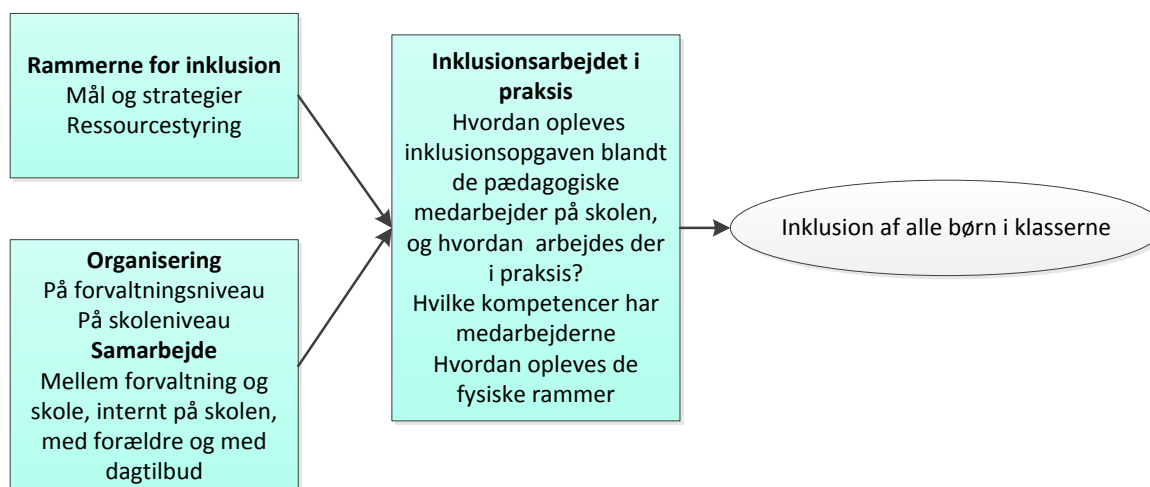 Rammerne for inklusion
Mål og strategier
Ressourcestyring
Organisering
På forvaltningsniveau
På skoleniveau
Samarbejde
Mellem forvaltning og
skole, internt på skolen,
med forældre og med
dagtilbud
Inklusionsarbejdet i
praksis
Hvordan opleves
inklusionsopgaven blandt
de pædagogiske
medarbejder på skolen,
og hvordan arbejdes der
i praksis?
Hvilke kompetencer har
medarbejderne
Hvordan opleves de
fysiske rammer
Inklusion af alle børn i klasserne